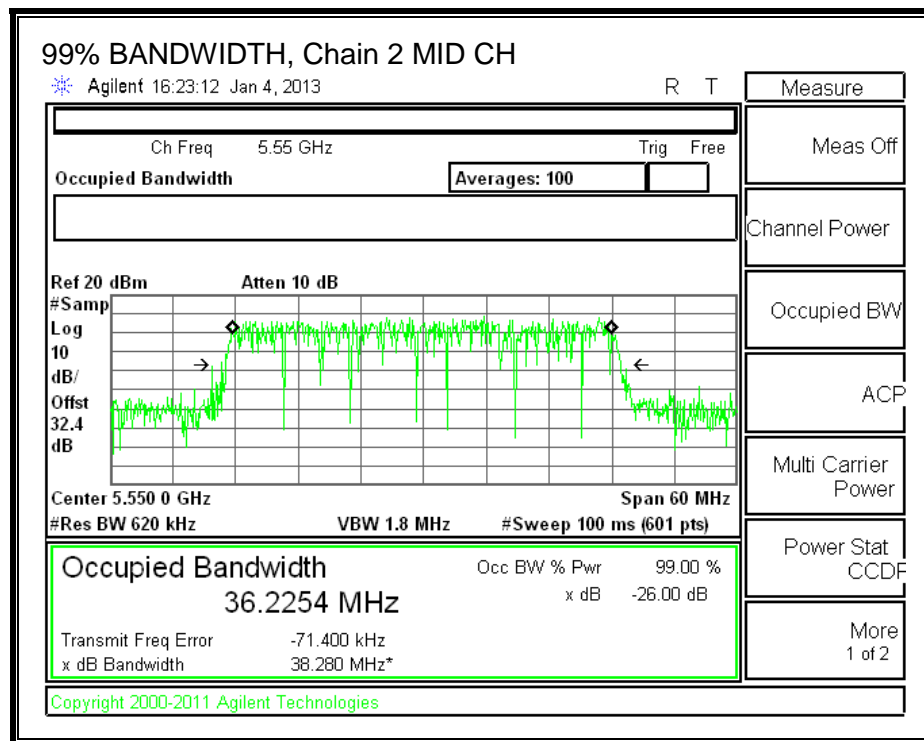 99% BANDWIDTH, Chain 2 MID CH
Agilent 16:23:12 Jan 4, 2013 R T
Measure
Ch Freq 5.55 GHz Trig Free
Meas Off
Occupied Bandwidth Averages: 100
Channel Power
Ref 20 dBm Atten 10 dB
#Samp
Log
10
dB/
Offst
32.4
dB
Occupied BW
ACP
Multi Carrier
Power
Center 5.550 0 GHz Span 60 MHz
#Res BW 620 kHz VBW 1.8 MHz #Sweep 100 ms (601 pts)
Power Stat
CCDF
Occupied Bandwidth Occ BW % Pwr 99.00 %
36.2254 MHz x dB -26.00 dB
Transmit Freq Error -71.400 kHz
x dB Bandwidth 38.280 MHz*
More
1 of 2
Copyright 2000-2011 Agilent Technologies